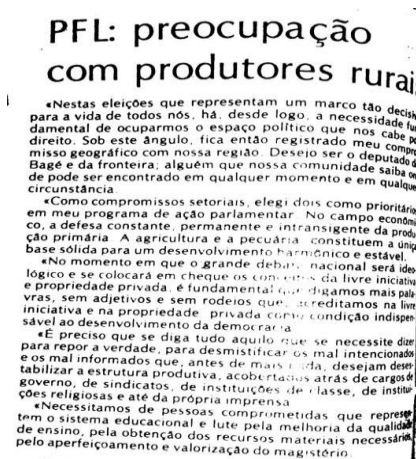 PFL: preocupação
com produtores rurai
«Nestas eleições que representam um marco tão decisi
para a vida de todos nós, há, desde logo, a necessidade fun
damental de ocuparmos o espaço político que nos cabe po
direito. Sob este ângulo, fica então registrado meu compro
misso geográfico com nossa região. Desejo ser o deputado d
Bagé e da fronteira; alguém que nossa comunidade saiba on
de pode ser encontrado em qualquer momento e em qualque
circunstância.
«Como compromissos setoriais, elegi dois como prioritário
em meu programa de ação parlamentar. No campo econômi
co, a defesa constante, permanente e intransigente da produ
ção primária. A agricultura e a pecuária constituem a únic
base sólida para um desenvolvimento harmônico e estável.
«No momento em que o grande debate nacional será ideo
lógico e se colocará em cheque os conceitos da livre iniciativa
e propriedade privada, é fundamental que digamos mais pala
vras, sem adjetivos e sem rodeios que, acreditamos na livre
iniciativa e na propriedade privada como condição indispen
sável ao desenvolvimento da democracia
«É preciso que se diga tudo aquilo que se necessite dizer
para repor a verdade, para desmistificar os mal intencionados
e os mal informados que, antes de mais nada, desejam deses-
tabilizar a estrutura produtiva, acobertados atrás de cargos de
governo, de sindicatos, de instituições de classe, de institui
ções religiosas e até da própria imprensa
«Necessitamos de pessoas comprometidas que represen
tem o sistema educacional e lute pela melhoria da qualidade
de ensino, pela obtenção dos recursos materiais necessários,
pelo aperfeiçoamento e valorização do magistério.